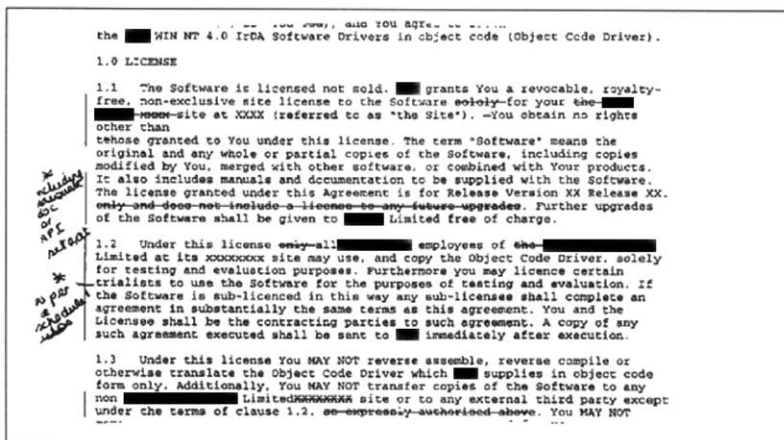 and You agree to
the WIN NT 4.0 IrDA Software Drivers in object code (Object Code Driver).
1.0 LICENSE
1.1 The Software is licensed not sold. grants You a revocable, royalty-
free, non-exclusive site license to the Software solely for your the
XXXX site at XXXX (referred to as "the Site"). You obtain no rights
other than
tehose granted to You under this license. The term "Software" means the
original and any whole or partial copies of the Software, including copies
modified by You, merged with other software, or combined with Your products.
It also includes manuals and documentation to be supplied with the Software.
The license granted under this Agreement is for Release Version XX Release XX.
only and does not include a license to any future upgrades. Further upgrades
of the Software shall be given to Limited free of charge.
* including
doc
or
API
1.2 Under this license only all employees of the
Limited at its xxxxxxxx site may use, and copy the Object Code Driver, solely
for testing and evaluation purposes. Furthermore you may licence certain
trialists to use the Software for the purposes of testing and evaluation. If
the Software is sub-licenced in this way any sub-licensee shall complete an
agreement in substantially the same terms as this agreement. You and the
Licensee shall be the contracting parties to such agreement. A copy of any
such agreement executed shall be sent to immediately after execution.
*
as per
a
schedule
1.3 Under this license You MAY NOT reverse assemble, reverse compile or
otherwise translate the Object Code Driver which supplies in object code
form only. Additionally, You MAY NOT transfer copies of the Software to any
non LimitedXXXXXXXX site or to any external third party except
under the terms of clause 1.2. as expressly authorised above. You MAY NOT